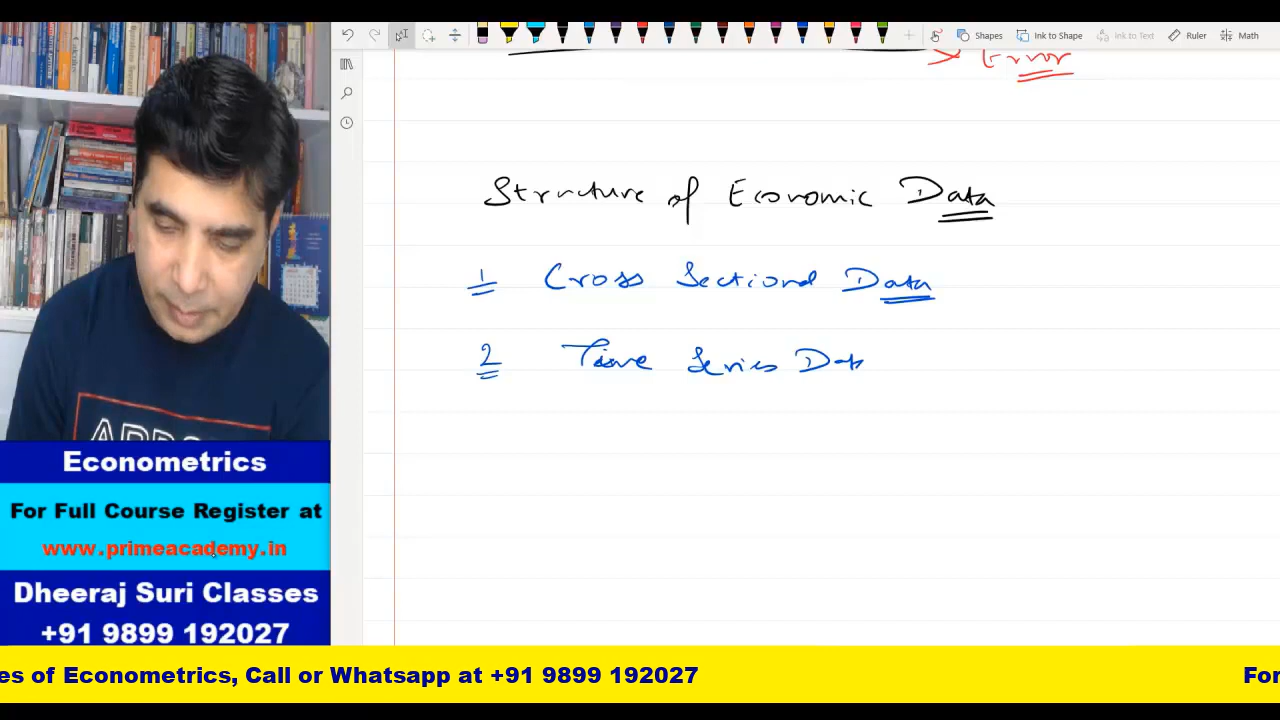 Shapes
Ink to Shape
Ink to Text
Ruler
Math
Error
Structure of Economic Data
1 Cross Sectional Data
2 Time Series Dat
Econometrics
For Full Course Register at
www.primeacademy.in
Dheeraj Suri Classes
+91 9899 192027
es of Econometrics, Call or Whatsapp at +91 9899 192027
For